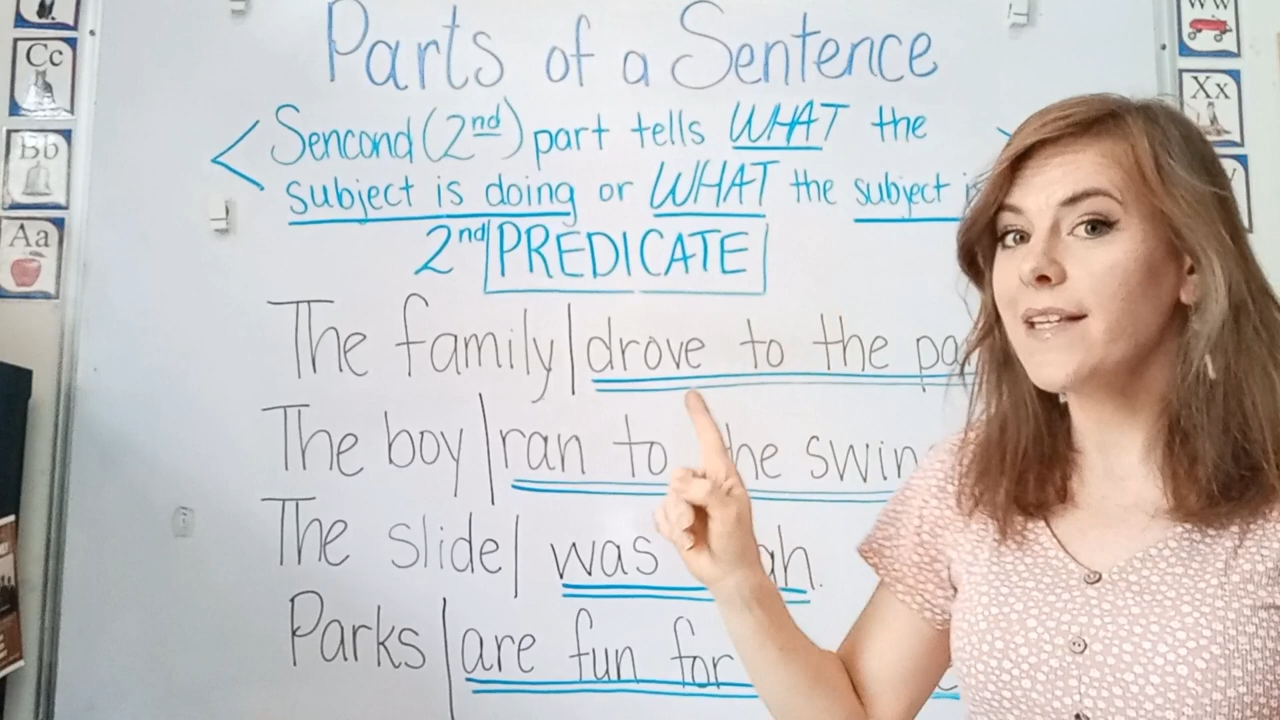 Parts of a Sentence
Sencond (2nd) part tells WHAT the
subject is doing or WHAT the subject
2nd PREDICATE
The family | drove to the
The boy | ran to the
The slide | was
Parks | are fun for
Cc
Bb
Aa
Ww
Xx